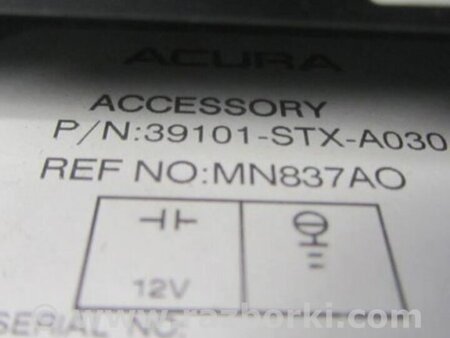 ACURA
ACCESSORY
P/N:39101-STX-A030
REF NO:MN837AO
12V
SERIAL NO:
www.razborki.com